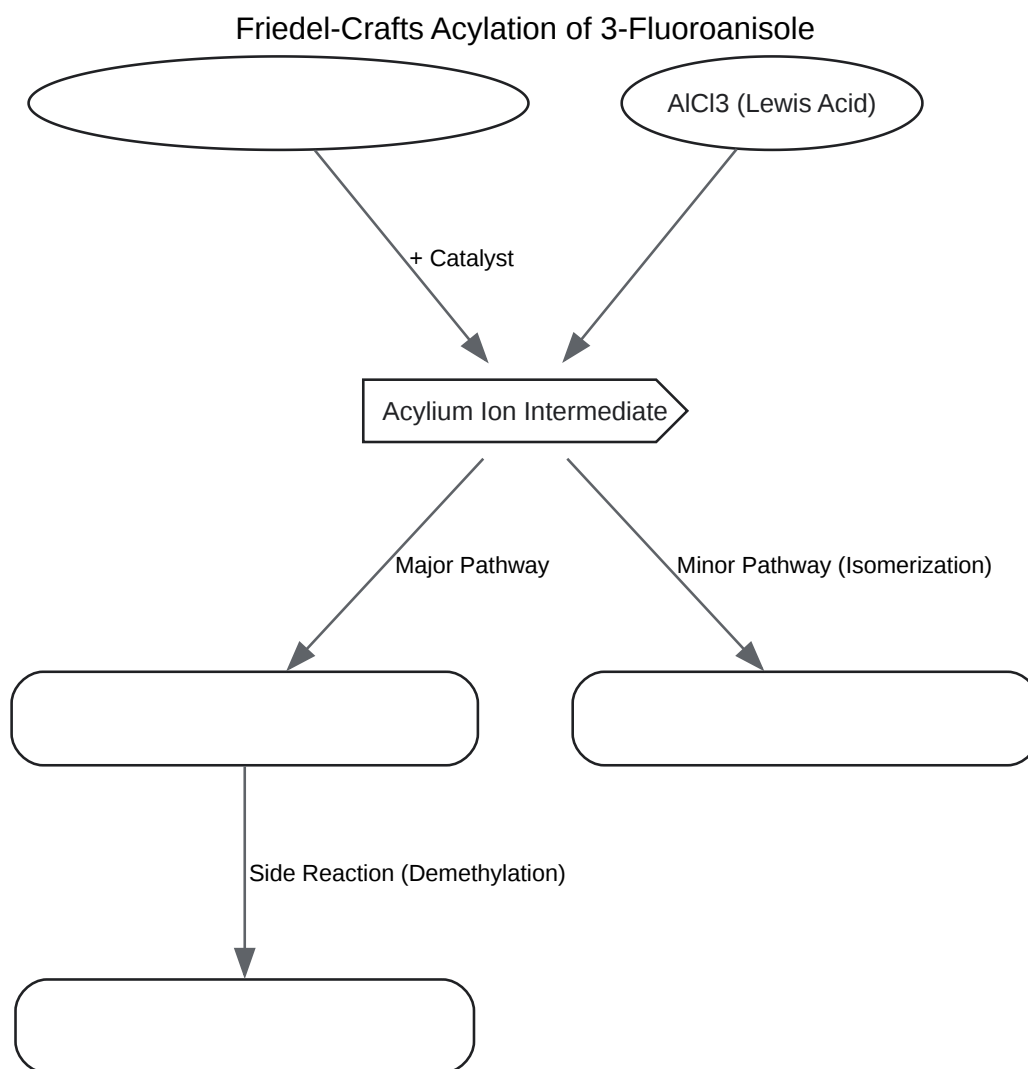 Friedel-Crafts Acylation of 3-Fluoroanisole
AlCl3 (Lewis Acid)
+ Catalyst
Acylium Ion Intermediate
Major Pathway
Minor Pathway (Isomerization)
Side Reaction (Demethylation)